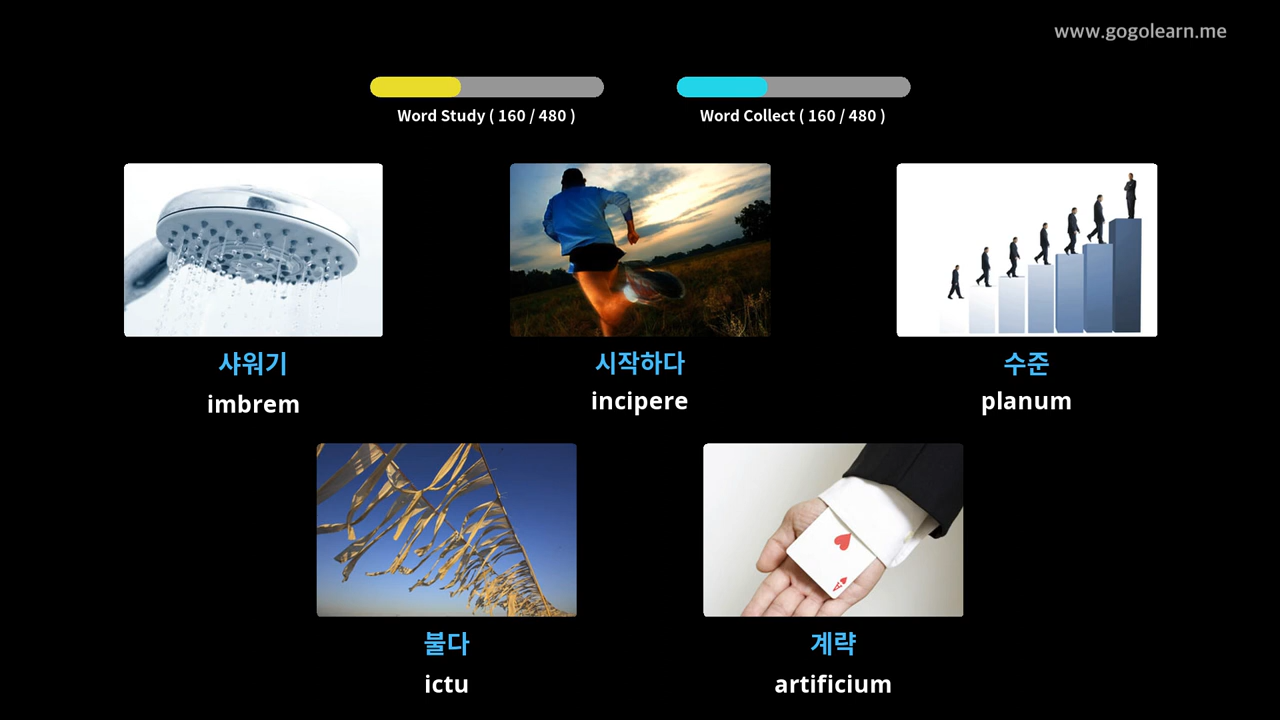 www.gogolearn.me
Word Study ( 160 / 480 )
Word Collect ( 160 / 480 )
샤워기
imbrem
시작하다
incipere
수준
planum
불다
ictu
계략
artificium